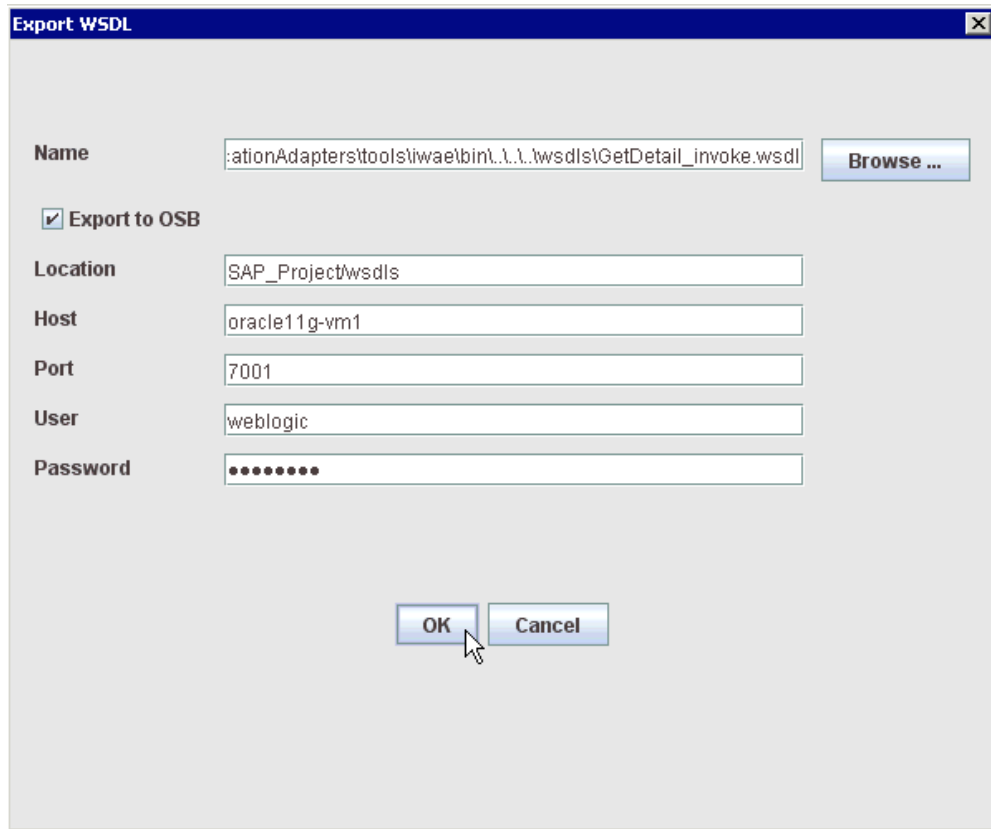 Export WSDL
Name
:ationAdapters\tools\iwae\bin\..\..\..\wsdls\GetDetail_invoke.wsdl
Browse ...
Export to OSB
Location
SAP_Project/wsdls
Host
oracle11g-vm1
Port
7001
User
weblogic
Password
●●●●●●●●
OK
Cancel